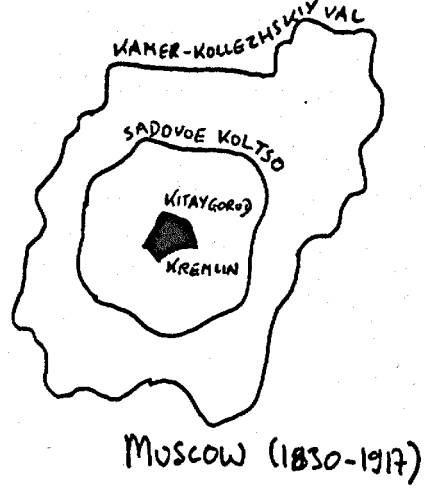 KAMER-KOLLEZHSKIY VAL
SADOVOE KOLTSO
KITAYGOROD
KREMLIN
MOSCOW (1830-1917)